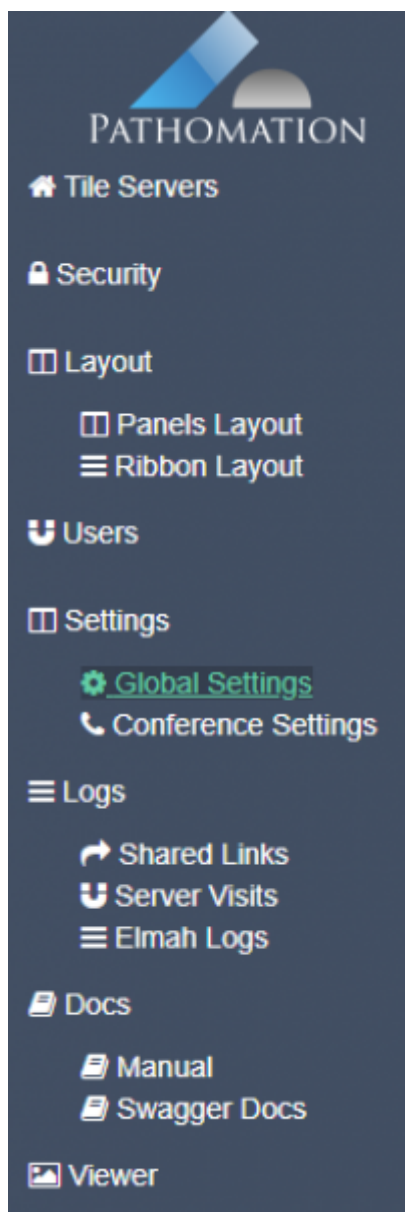 PATHOMATION
Tile Servers
Security
Layout
Panels Layout
Ribbon Layout
Users
Settings
Global Settings
Conference Settings
Logs
Shared Links
Server Visits
Elmah Logs
Docs
Manual
Swagger Docs
Viewer